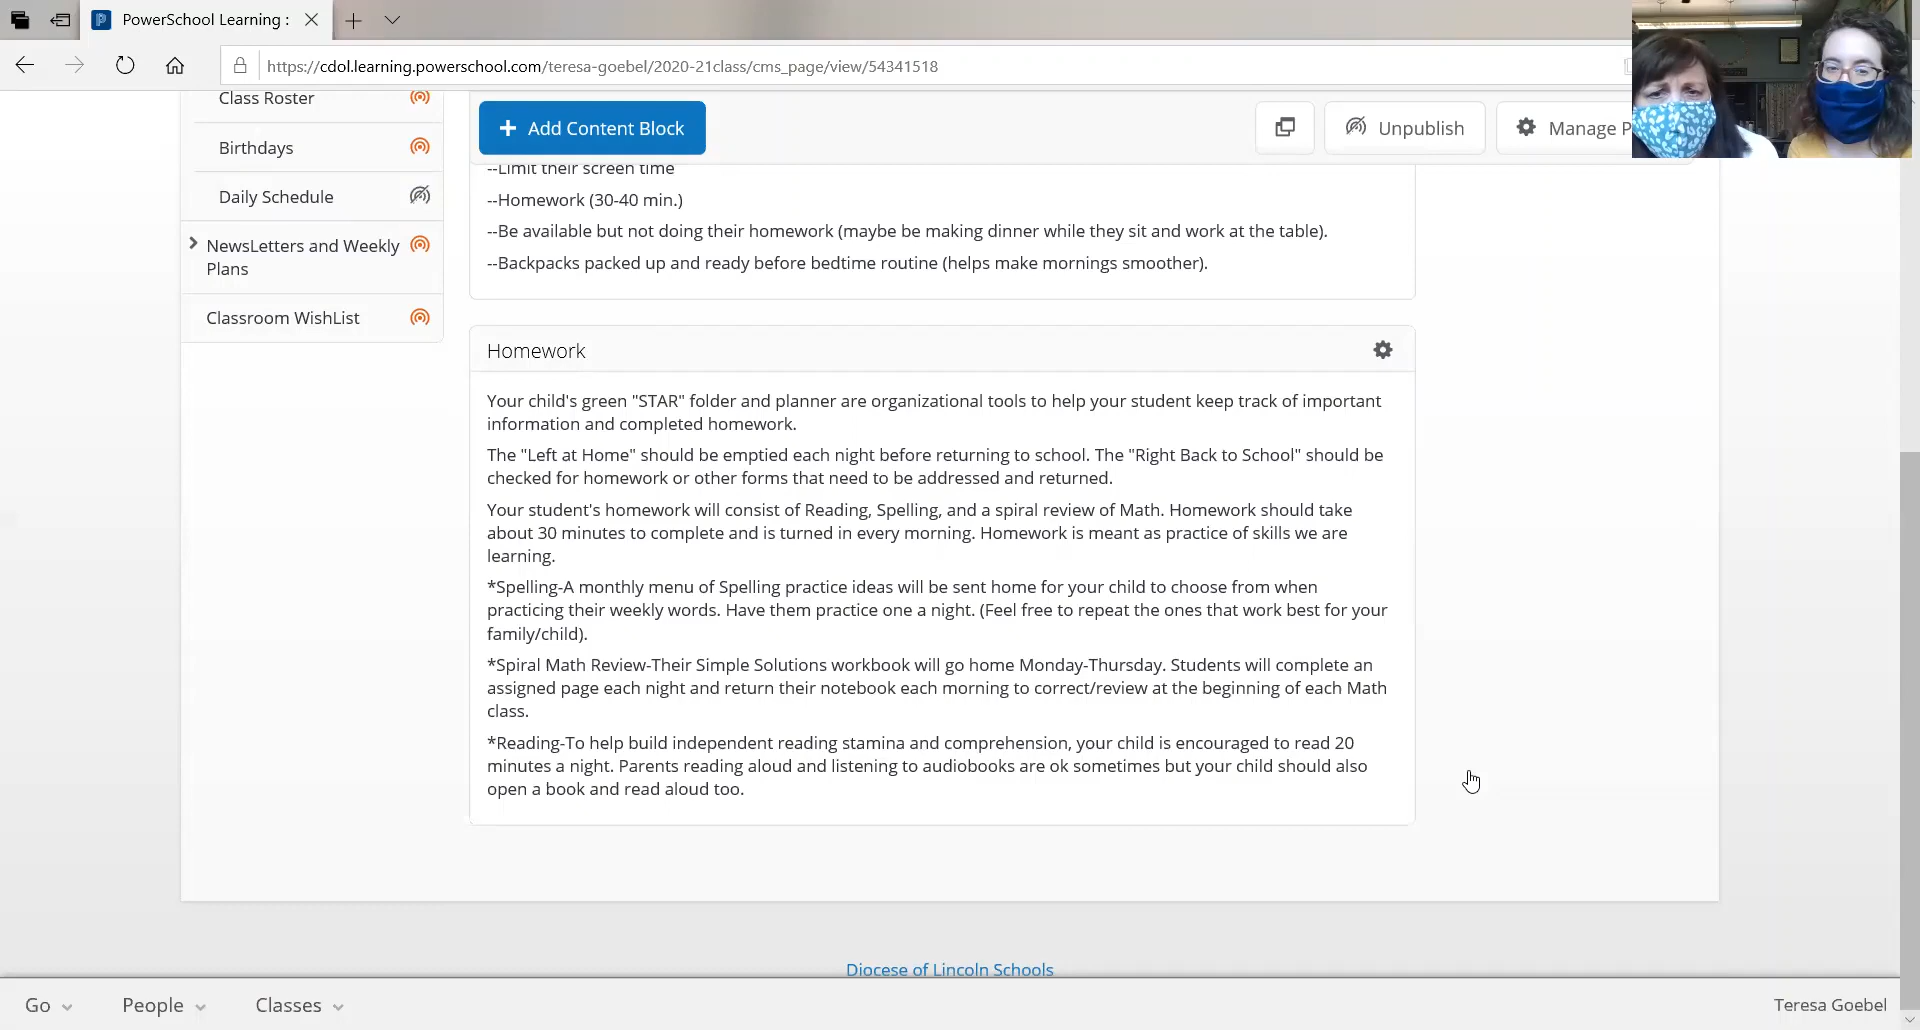 PowerSchool Learning :
https://cdol.learning.powerschool.com/teresa-goebel/2020-21class/cms_page/view/54341518
Class Roster
Birthdays
Daily Schedule
NewsLetters and Weekly
Plans
Classroom WishList
+ Add Content Block
Unpublish
Manage P
--Limit their screen time
--Homework (30-40 min.)
--Be available but not doing their homework (maybe be making dinner while they sit and work at the table).
--Backpacks packed up and ready before bedtime routine (helps make mornings smoother).
Homework
Your child's green "STAR" folder and planner are organizational tools to help your student keep track of important
information and completed homework.
The "Left at Home" should be emptied each night before returning to school. The "Right Back to School" should be
checked for homework or other forms that need to be addressed and returned.
Your student's homework will consist of Reading, Spelling, and a spiral review of Math. Homework should take
about 30 minutes to complete and is turned in every morning. Homework is meant as practice of skills we are
learning.
*Spelling-A monthly menu of Spelling practice ideas will be sent home for your child to choose from when
practicing their weekly words. Have them practice one a night. (Feel free to repeat the ones that work best for your
family/child).
*Spiral Math Review-Their Simple Solutions workbook will go home Monday-Thursday. Students will complete an
assigned page each night and return their notebook each morning to correct/review at the beginning of each Math
class.
*Reading-To help build independent reading stamina and comprehension, your child is encouraged to read 20
minutes a night. Parents reading aloud and listening to audiobooks are ok sometimes but your child should also
open a book and read aloud too.
Diocese of Lincoln Schools
Go
People
Classes
Teresa Goebel